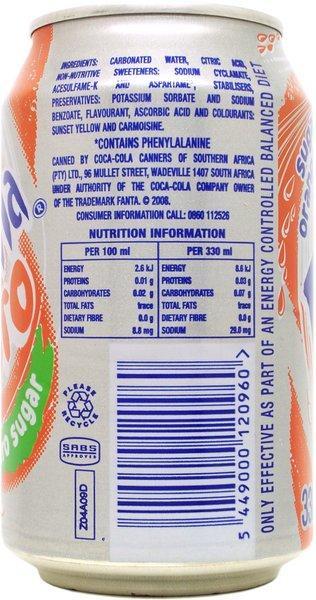 INGREDIENTS: CARBONATED WATER, CITRIC ACID,
NON-NUTRITIVE SWEETENERS: SODIUM CYCLAMATE,
ACESULFAME-K AND ASPARTAME*, STABILISERS,
PRESERVATIVES: POTASSIUM SORBATE AND SODIUM
BENZOATE, FLAVOURANT, ASCORBIC ACID AND COLOURANTS:
SUNSET YELLOW AND CARMOISINE.
*CONTAINS PHENYLALANINE
CANNED BY COCA-COLA CANNERS OF SOUTHERN AFRICA
(PTY) LTD., 96 MULLET STREET, WADEVILLE 1407 SOUTH AFRICA
UNDER AUTHORITY OF THE COCA-COLA COMPANY OWNER
OF THE TRADEMARK FANTA. © 2008.
CONSUMER INFORMATION CALL: 0860 112526
NUTRITION INFORMATION
PER 100 ml PER 330 ml
ENERGY 2.6 kJ ENERGY 8.6 kJ
PROTEINS 0.01 g PROTEINS 0.03 g
CARBOHYDRATES 0.02 g CARBOHYDRATES 0.07 g
TOTAL FATS trace TOTAL FATS trace
DIETARY FIBRE 0.0 g DIETARY FIBRE 0.0 g
SODIUM 8.8 mg SODIUM 29.0 mg
PLEASE
RECYCLE
SABS
APPROVED
Z04A09D
5 449000 120960 >
ONLY EFFECTIVE AS PART OF AN ENERGY CONTROLLED BALANCED DIET
sugar